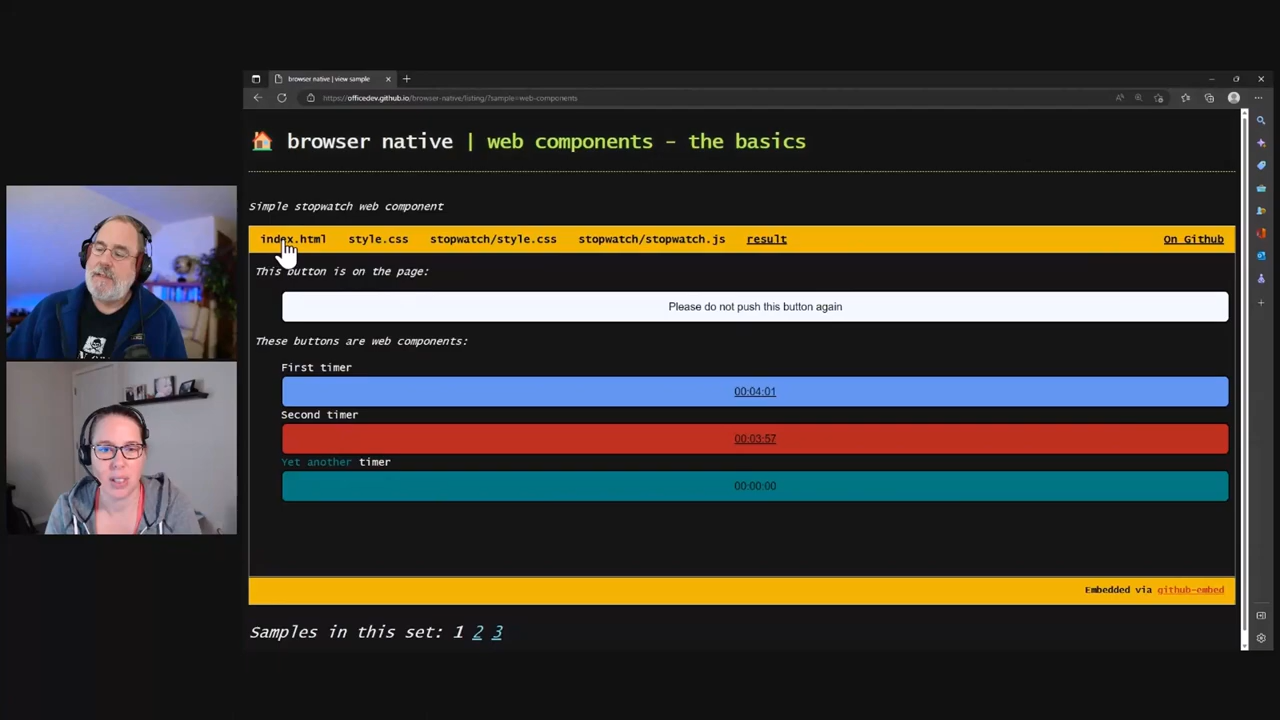 browser native | view sample
https://officedev.github.io/browser-native/listing/?sample=web-components
browser native | web components - the basics
Simple stopwatch web component
index.html style.css stopwatch/style.css stopwatch/stopwatch.js result On Github
This button is on the page:
Please do not push this button again
These buttons are web components:
First timer
00:04:01
Second timer
00:03:57
Yet another timer
00:00:00
Embedded via github-embed
Samples in this set: 1 2 3